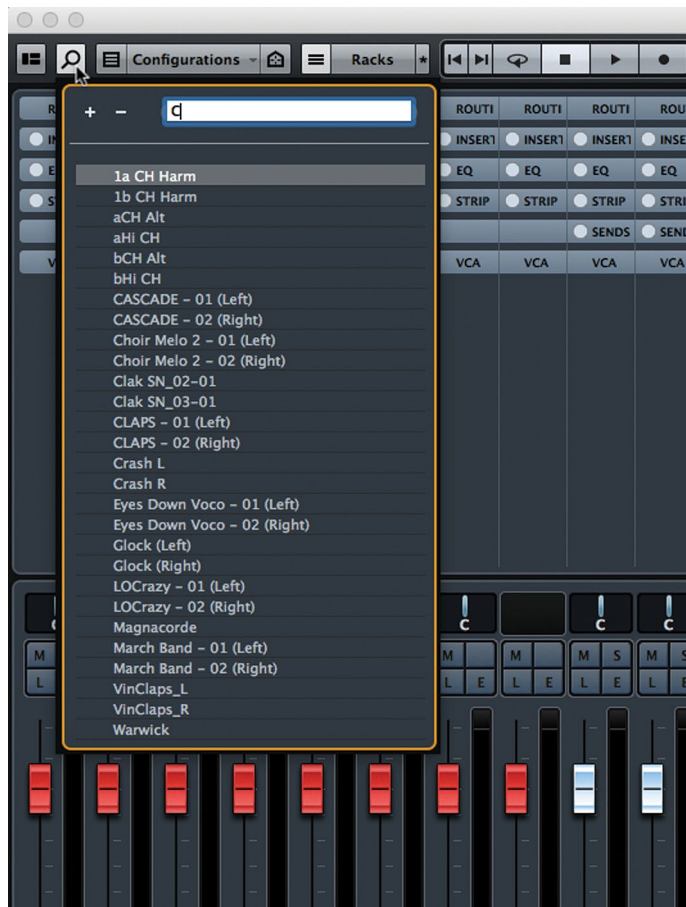 Configurations Racks *
+ − C
1a CH Harm
1b CH Harm
aCH Alt
aHi CH
bCH Alt
bHi CH
CASCADE – 01 (Left)
CASCADE – 02 (Right)
Choir Melo 2 – 01 (Left)
Choir Melo 2 – 02 (Right)
Clak SN_02-01
Clak SN_03-01
CLAPS – 01 (Left)
CLAPS – 02 (Right)
Crash L
Crash R
Eyes Down Voco – 01 (Left)
Eyes Down Voco – 02 (Right)
Glock (Left)
Glock (Right)
LOCrazy – 01 (Left)
LOCrazy – 02 (Right)
Magnacorde
March Band – 01 (Left)
March Band – 02 (Right)
VinClaps_L
VinClaps_R
Warwick
R ROUTI ROUTI ROUTI ROU
IN INSERT INSERT INSERT INSE
E EQ EQ EQ EQ
S STRIP STRIP STRIP STRI
SENDS SEND
V VCA VCA VCA VCA
C C C
M M M M S M S
L L E L E L E L E